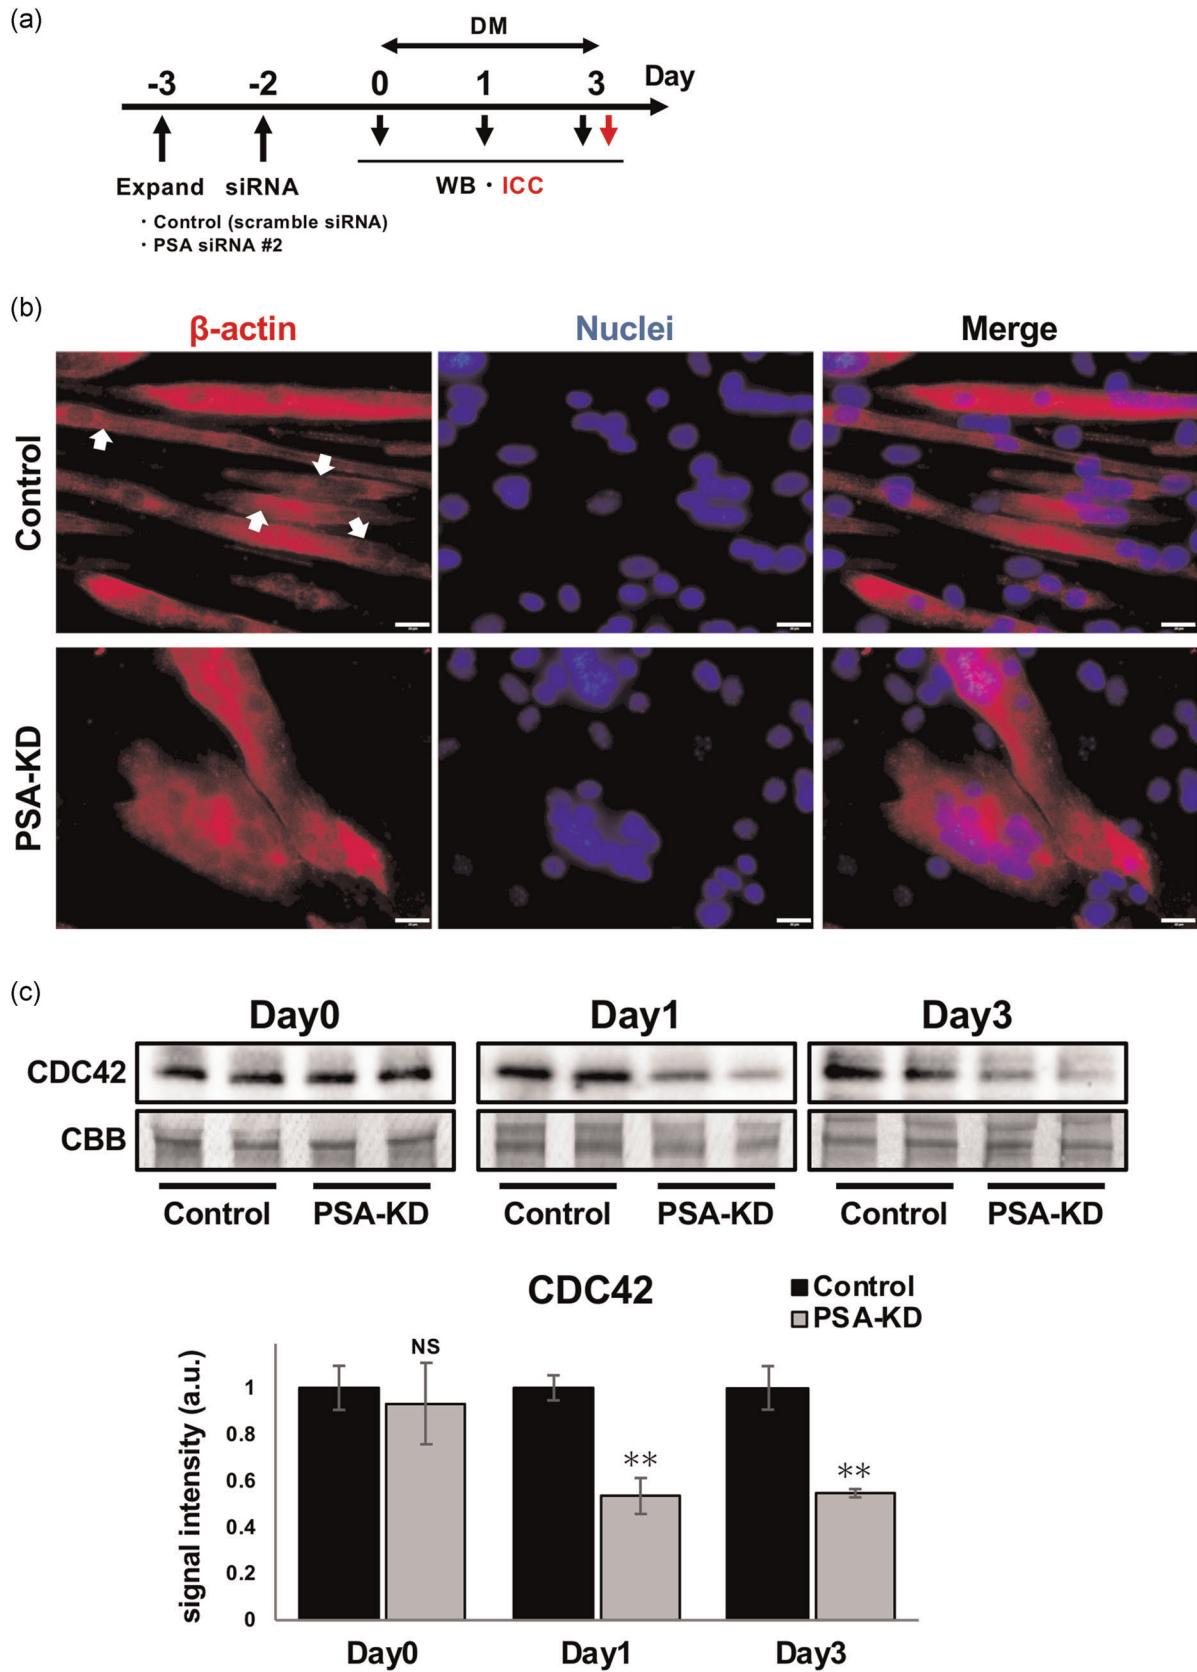 (a)
DM
-3 -2 0 1 3 Day
Expand siRNA WB・ICC
・Control (scramble siRNA)
・PSA siRNA #2
(b)
β-actin Nuclei Merge
Control
PSA-KD
(c)
Day0 Day1 Day3
CDC42
CBB
Control PSA-KD Control PSA-KD Control PSA-KD
CDC42
Control
PSA-KD
signal intensity (a.u.)
NS
1
0.8
** **
0.6
0.4
0.2
0
Day0 Day1 Day3